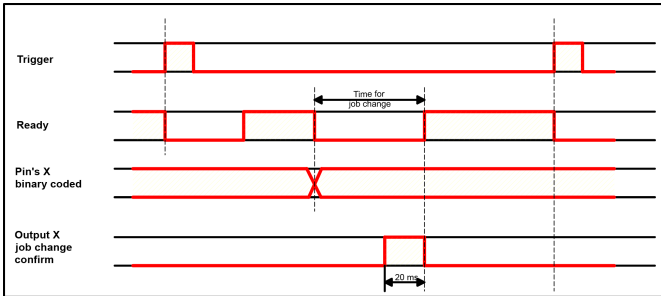 Trigger
Time for
job change
Ready
Pin's X
binary coded
Output X
job change
confirm
20 ms